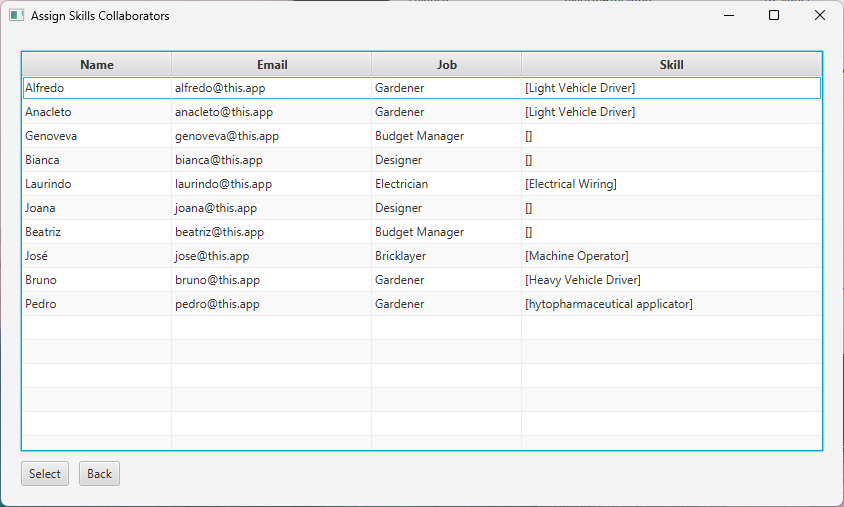 Assign Skills Collaborators
Name Email Job Skill
Alfredo alfredo@this.app Gardener [Light Vehicle Driver]
Anacleto anacleto@this.app Gardener [Light Vehicle Driver]
Genoveva genoveva@this.app Budget Manager []
Bianca bianca@this.app Designer []
Laurindo laurindo@this.app Electrician [Electrical Wiring]
Joana joana@this.app Designer []
Beatriz beatriz@this.app Budget Manager []
José jose@this.app Bricklayer [Machine Operator]
Bruno bruno@this.app Gardener [Heavy Vehicle Driver]
Pedro pedro@this.app Gardener [hytopharmaceutical applicator]
Select Back